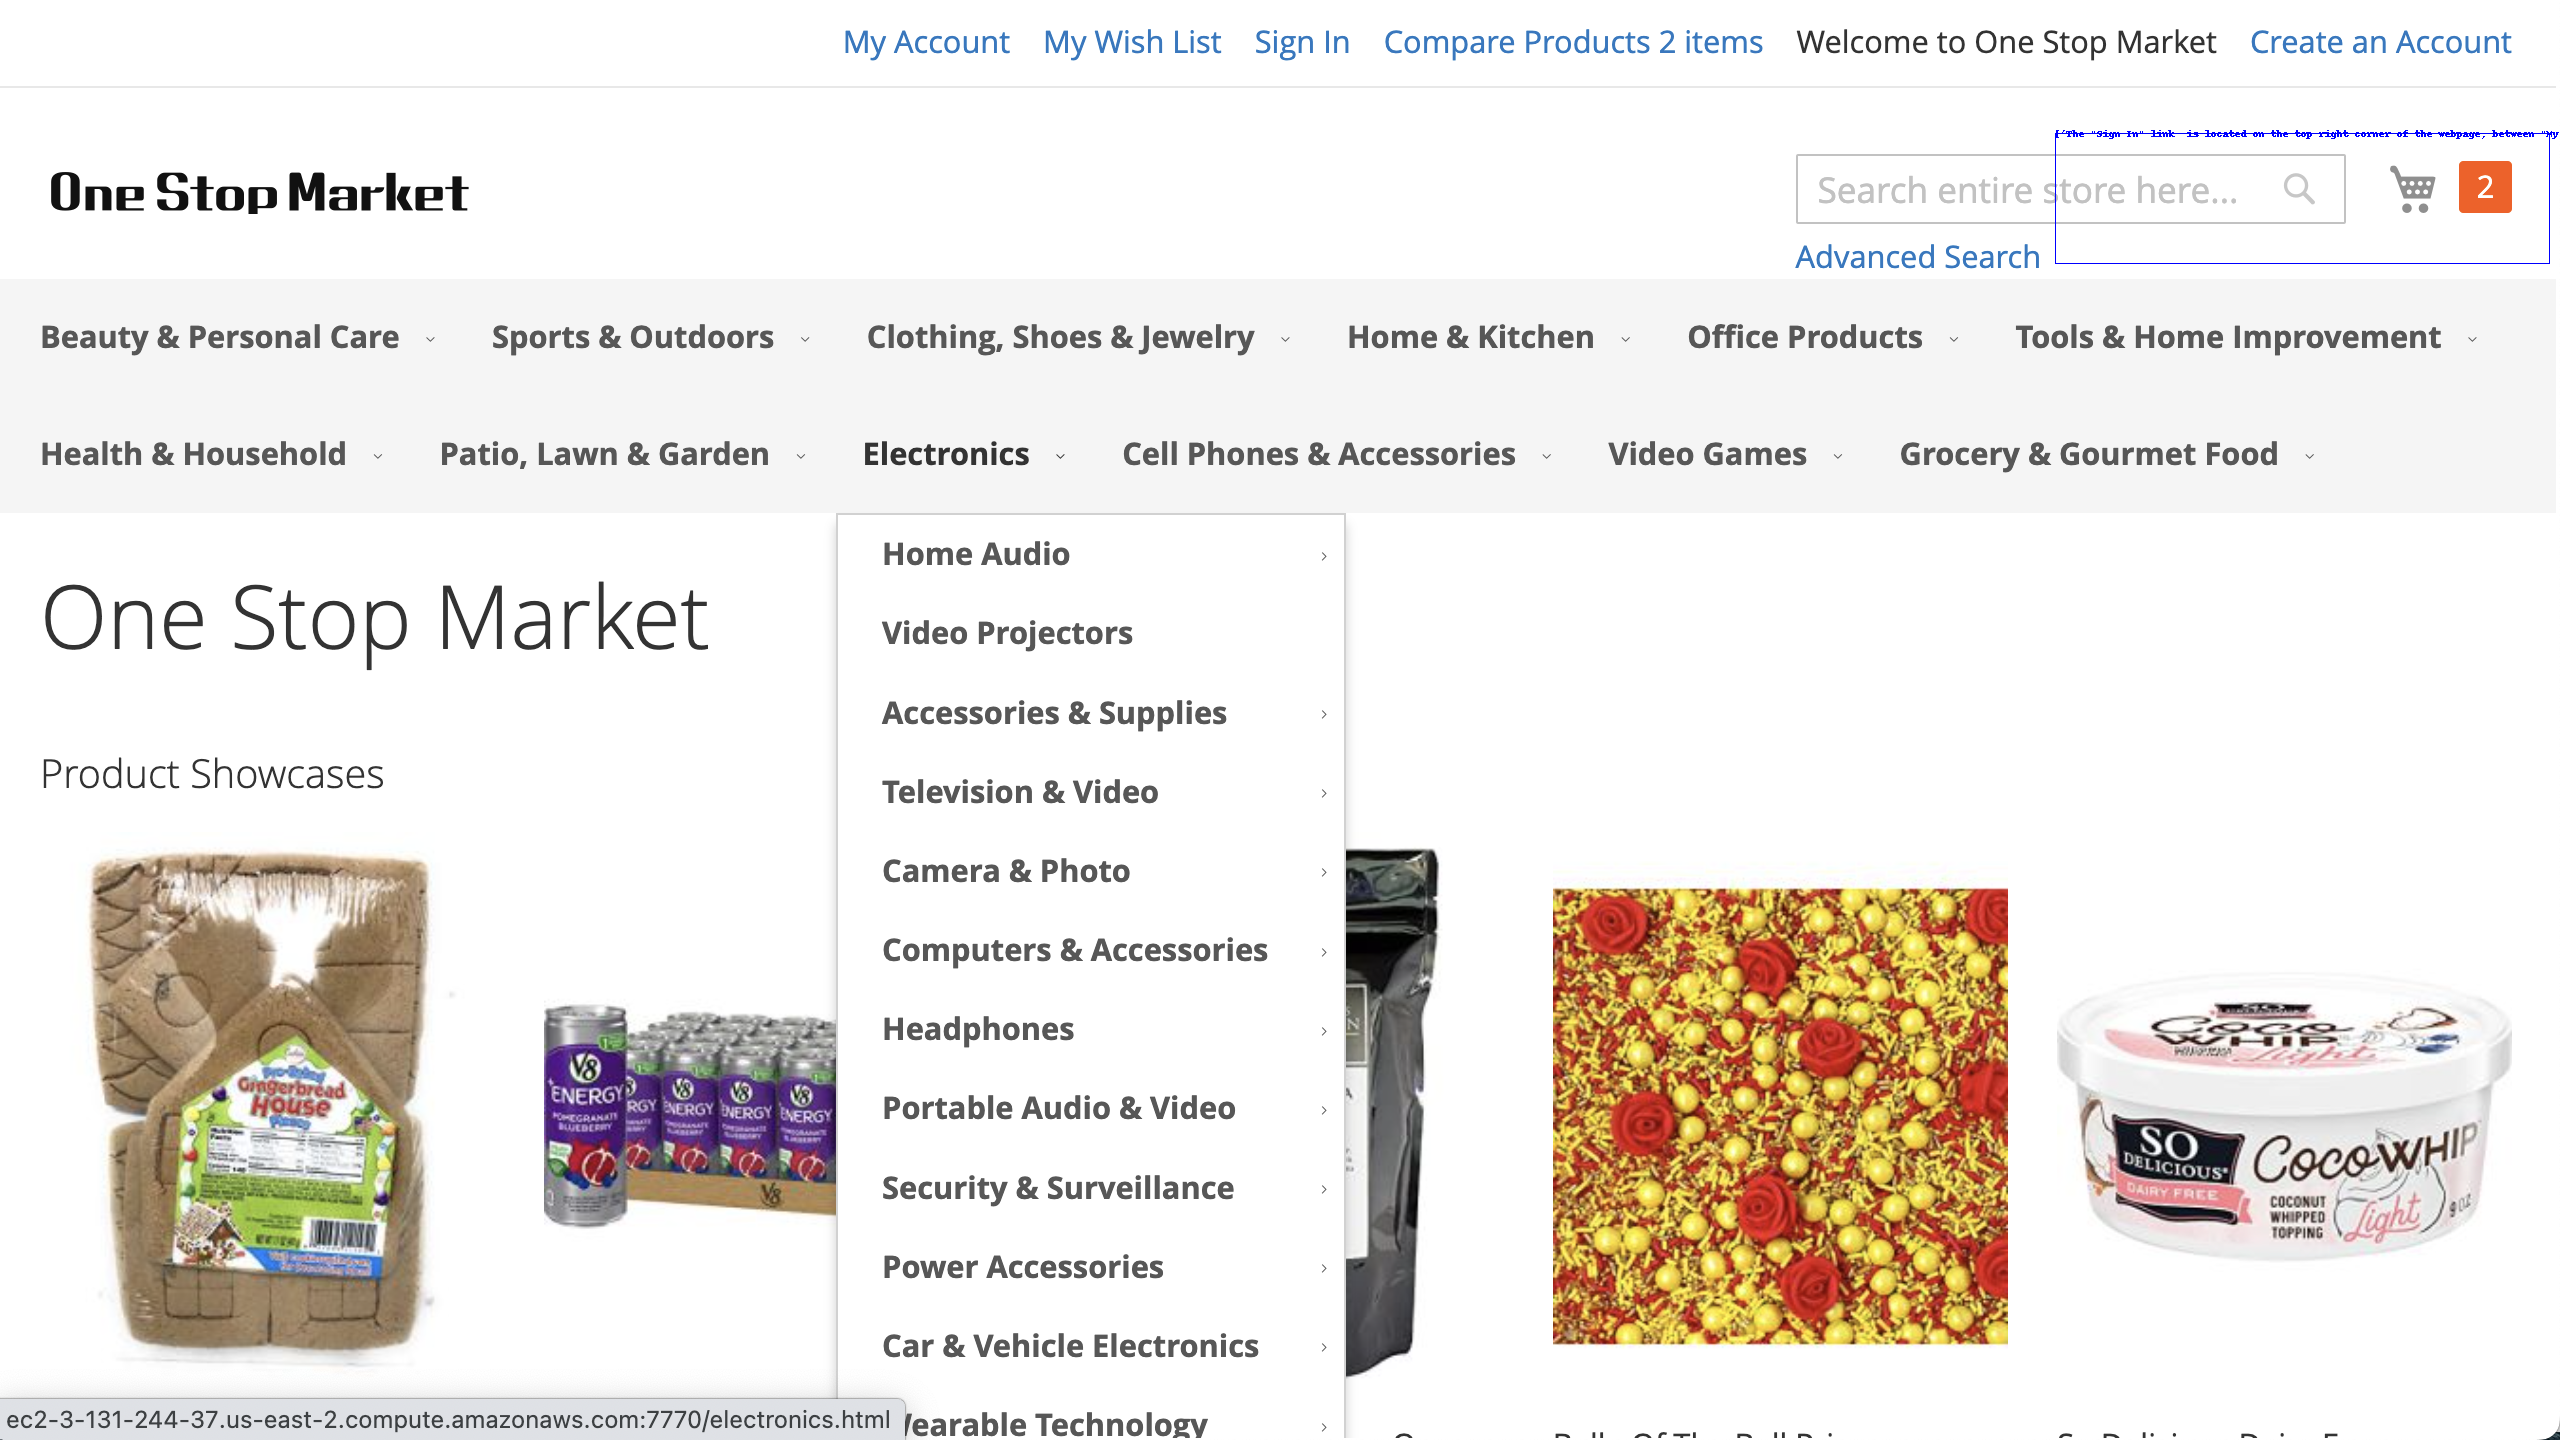 My Account My Wish List Sign In Compare Products 2 items Welcome to One Stop Market Create an Account
[/The "Sign In" link is located on the top right corner of the webpage, between "My
One Stop Market
Search entire store here...
2
Advanced Search
Beauty & Personal Care Sports & Outdoors Clothing, Shoes & Jewelry Home & Kitchen Office Products Tools & Home Improvement
Health & Household Patio, Lawn & Garden Electronics Cell Phones & Accessories Video Games Grocery & Gourmet Food
Home Audio
One Stop Market
Video Projectors
Accessories & Supplies
Product Showcases
Television & Video
Camera & Photo
Computers & Accessories
Headphones
Portable Audio & Video
Security & Surveillance
Power Accessories
Car & Vehicle Electronics
Wearable Technology
Gingerbread
House
V8
+ENERGY
POMEGRANATE
BLUEBERRY
Coco
WHIP
Light
SO
DELICIOUS
DAIRY FREE
CocoWHIP
Light
COCONUT
WHIPPED
TOPPING
9 OZ
ec2-3-131-244-37.us-east-2.compute.amazonaws.com:7770/electronics.html